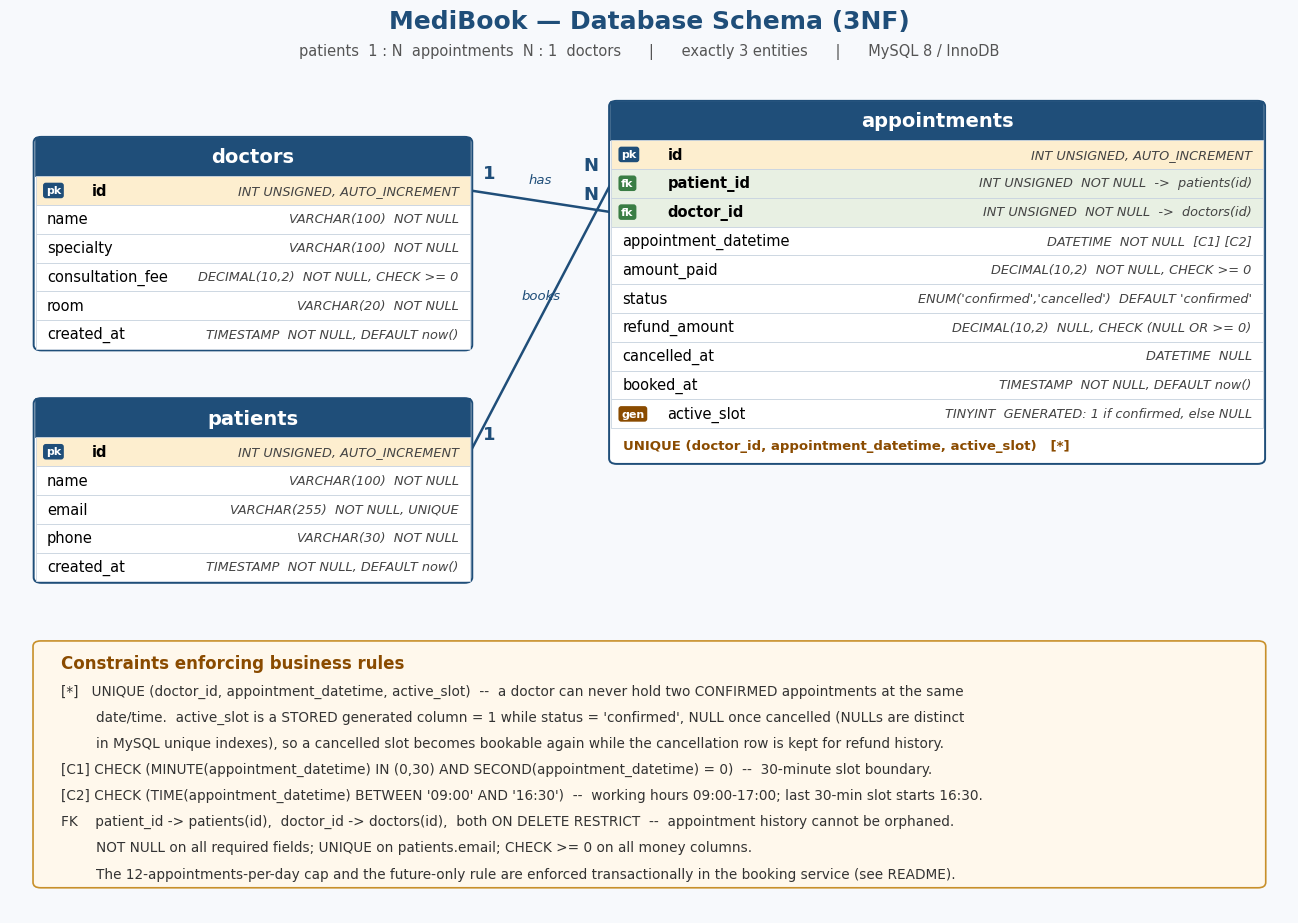 MediBook — Database Schema (3NF)
patients 1 : N appointments N : 1 doctors | exactly 3 entities | MySQL 8 / InnoDB
doctors
pk id INT UNSIGNED, AUTO_INCREMENT
name VARCHAR(100) NOT NULL
specialty VARCHAR(100) NOT NULL
consultation_fee DECIMAL(10,2) NOT NULL, CHECK >= 0
room VARCHAR(20) NOT NULL
created_at TIMESTAMP NOT NULL, DEFAULT now()
1
has
N
N
books
1
patients
pk id INT UNSIGNED, AUTO_INCREMENT
name VARCHAR(100) NOT NULL
email VARCHAR(255) NOT NULL, UNIQUE
phone VARCHAR(30) NOT NULL
created_at TIMESTAMP NOT NULL, DEFAULT now()
appointments
pk id INT UNSIGNED, AUTO_INCREMENT
fk patient_id INT UNSIGNED NOT NULL -> patients(id)
fk doctor_id INT UNSIGNED NOT NULL -> doctors(id)
appointment_datetime DATETIME NOT NULL [C1] [C2]
amount_paid DECIMAL(10,2) NOT NULL, CHECK >= 0
status ENUM('confirmed','cancelled') DEFAULT 'confirmed'
refund_amount DECIMAL(10,2) NULL, CHECK (NULL OR >= 0)
cancelled_at DATETIME NULL
booked_at TIMESTAMP NOT NULL, DEFAULT now()
gen active_slot TINYINT GENERATED: 1 if confirmed, else NULL
UNIQUE (doctor_id, appointment_datetime, active_slot) [*]
Constraints enforcing business rules
[*] UNIQUE (doctor_id, appointment_datetime, active_slot) -- a doctor can never hold two CONFIRMED appointments at the same
date/time. active_slot is a STORED generated column = 1 while status = 'confirmed', NULL once cancelled (NULLs are distinct
in MySQL unique indexes), so a cancelled slot becomes bookable again while the cancellation row is kept for refund history.
[C1] CHECK (MINUTE(appointment_datetime) IN (0,30) AND SECOND(appointment_datetime) = 0) -- 30-minute slot boundary.
[C2] CHECK (TIME(appointment_datetime) BETWEEN '09:00' AND '16:30') -- working hours 09:00-17:00; last 30-min slot starts 16:30.
FK patient_id -> patients(id), doctor_id -> doctors(id), both ON DELETE RESTRICT -- appointment history cannot be orphaned.
NOT NULL on all required fields; UNIQUE on patients.email; CHECK >= 0 on all money columns.
The 12-appointments-per-day cap and the future-only rule are enforced transactionally in the booking service (see README).